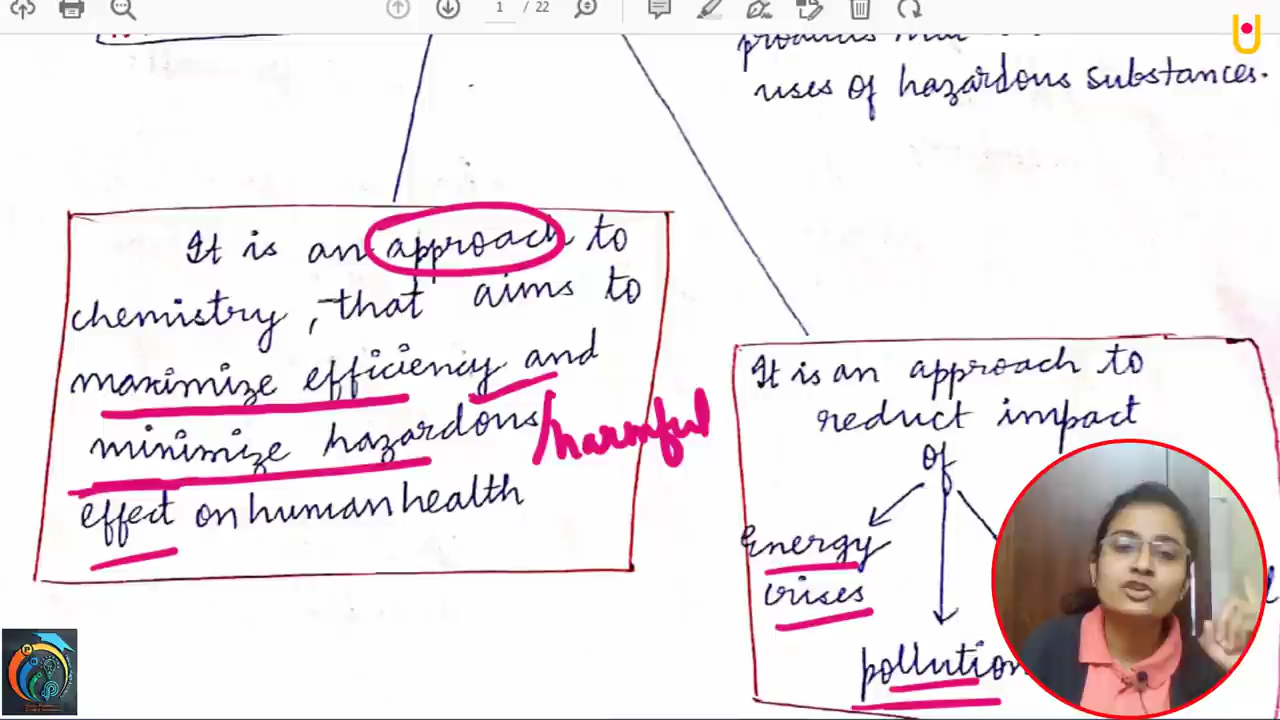 1 / 22
uses of hazardous substances.
It is an approach to
chemistry, that aims to
maximize efficiency and
minimize hazardous /harmful
effect on human health
It is an approach to
reduct impact
of
Energy
crises
pollution